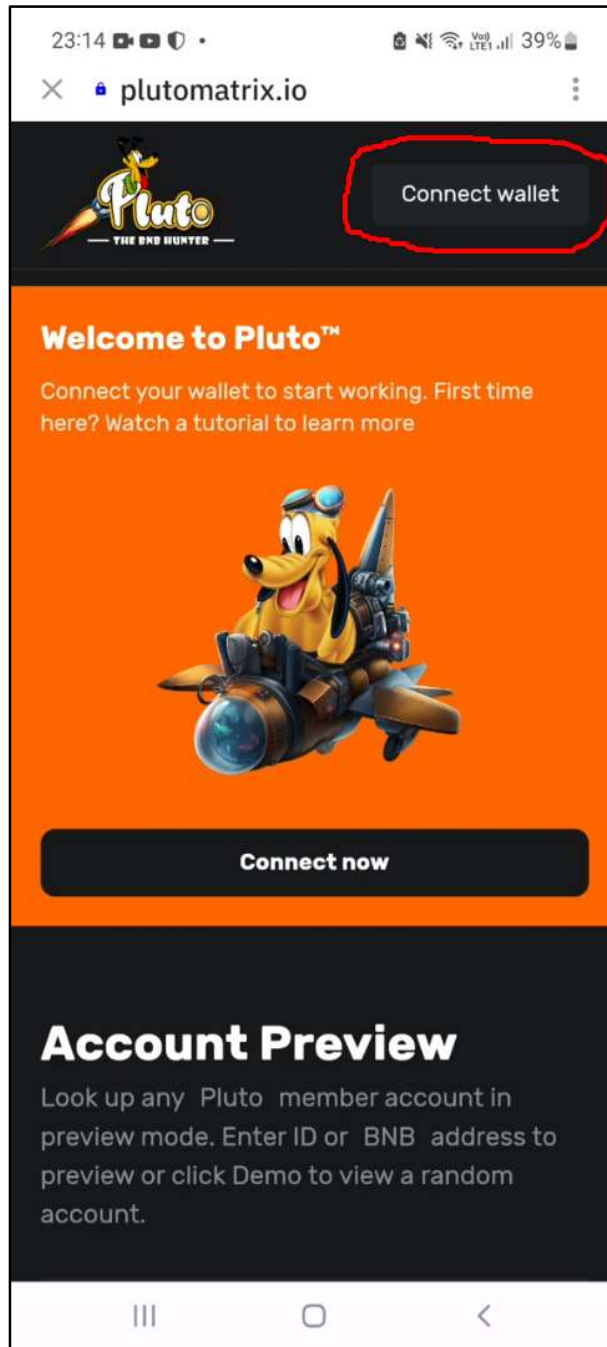 23:14
Vo) LTE1 39%
plutomatrix.io
Pluto
THE BNB HUNTER
Connect wallet
Welcome to Pluto™
Connect your wallet to start working. First time
here? Watch a tutorial to learn more
Connect now
Account Preview
Look up any Pluto member account in
preview mode. Enter ID or BNB address to
preview or click Demo to view a random
account.